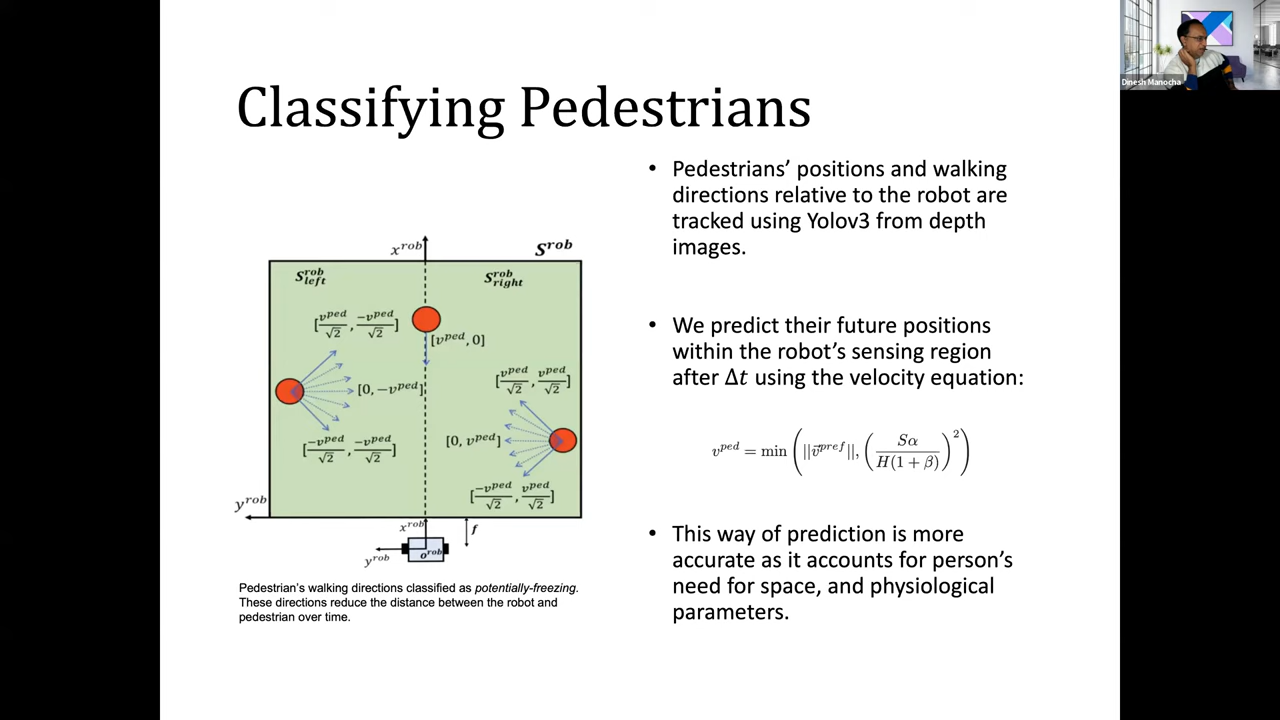 Dinesh Manocha
Classifying Pedestrians
• Pedestrians’ positions and walking
directions relative to the robot are
tracked using Yolov3 from depth
images.
• We predict their future positions
within the robot’s sensing region
after Δt using the velocity equation:
v^ped = min(||v⃗^pref||, (Sα / H(1 + β))^2)
• This way of prediction is more
accurate as it accounts for person’s
need for space, and physiological
parameters.
x^rob
S^rob
S^rob_left
S^rob_right
[v^ped/√2, -v^ped/√2]
[v^ped, 0]
[v^ped/√2, v^ped/√2]
[0, -v^ped]
[0, v^ped]
[-v^ped/√2, -v^ped/√2]
[-v^ped/√2, v^ped/√2]
y^rob
x^rob
f
o^rob
y^rob
Pedestrian’s walking directions classified as potentially-freezing.
These directions reduce the distance between the robot and
pedestrian over time.